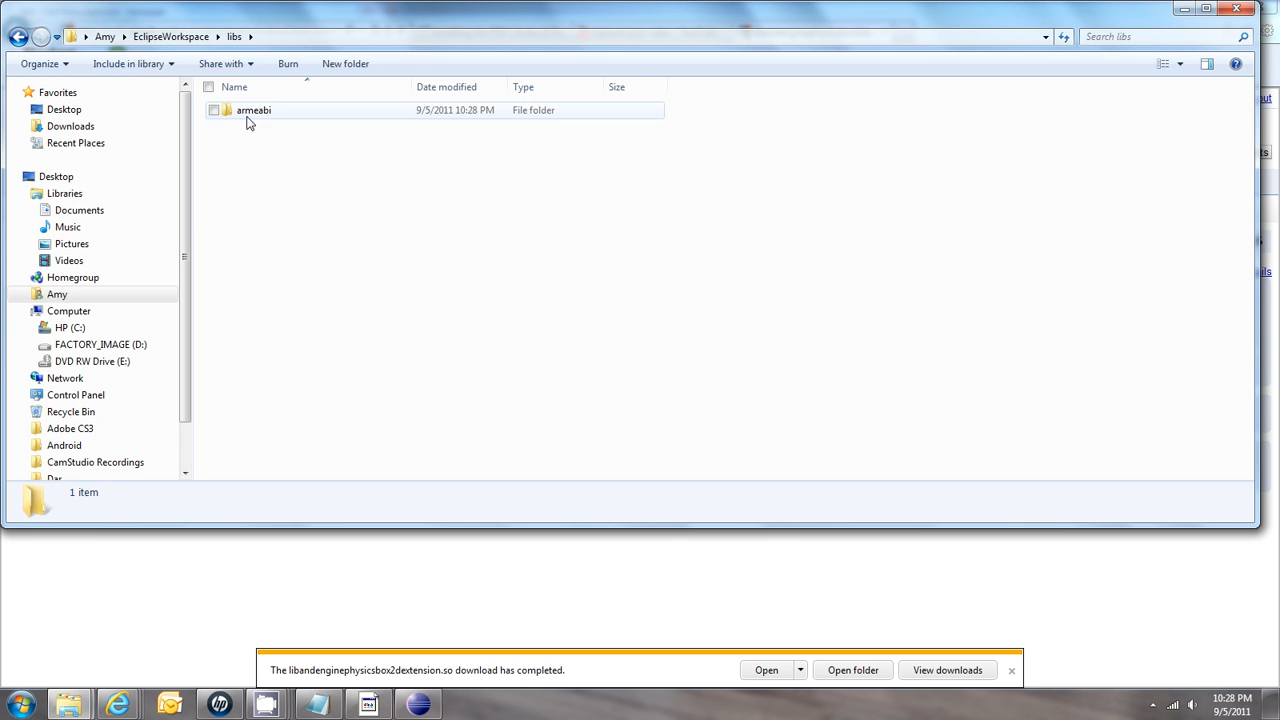 Amy EclipseWorkspace libs Search libs
Organize Include in library Share with Burn New folder
Name Date modified Type Size
armeabi 9/5/2011 10:28 PM File folder
Favorites
Desktop
Downloads
Recent Places
Desktop
Libraries
Documents
Music
Pictures
Videos
Homegroup
Amy
Computer
HP (C:)
FACTORY_IMAGE (D:)
DVD RW Drive (E:)
Network
Control Panel
Recycle Bin
Adobe CS3
Android
CamStudio Recordings
1 item
The libandenginephysicsbox2dextension.so download has completed. Open Open folder View downloads
10:28 PM
9/5/2011